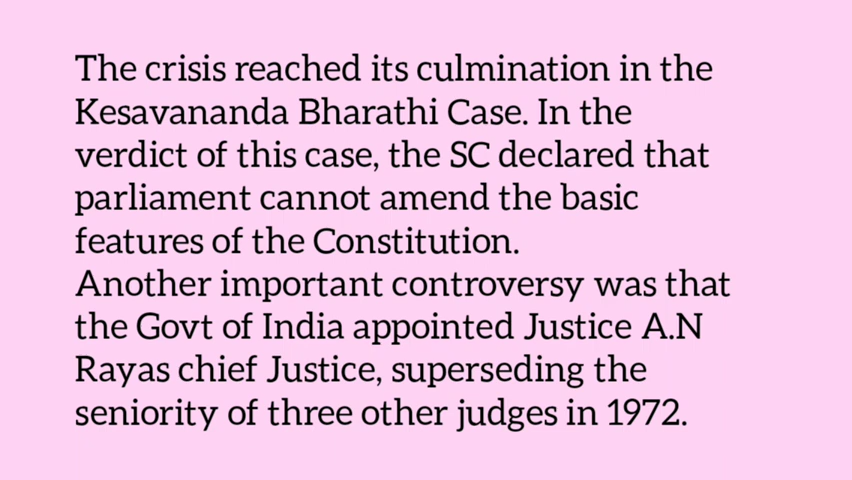 The crisis reached its culmination in the
Kesavananda Bharathi Case. In the
verdict of this case, the SC declared that
parliament cannot amend the basic
features of the Constitution.
Another important controversy was that
the Govt of India appointed Justice A.N
Rayas chief Justice, superseding the
seniority of three other judges in 1972.